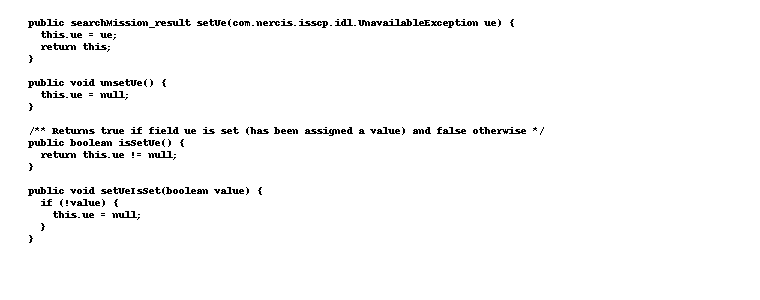 public searchMission_result setUe(com.nercis.isscp.idl.UnavailableException ue) {
  this.ue = ue;
  return this;
}

public void unsetUe() {
  this.ue = null;
}

/** Returns true if field ue is set (has been assigned a value) and false otherwise */
public boolean isSetUe() {
  return this.ue != null;
}

public void setUeIsSet(boolean value) {
  if (!value) {
    this.ue = null;
  }
}